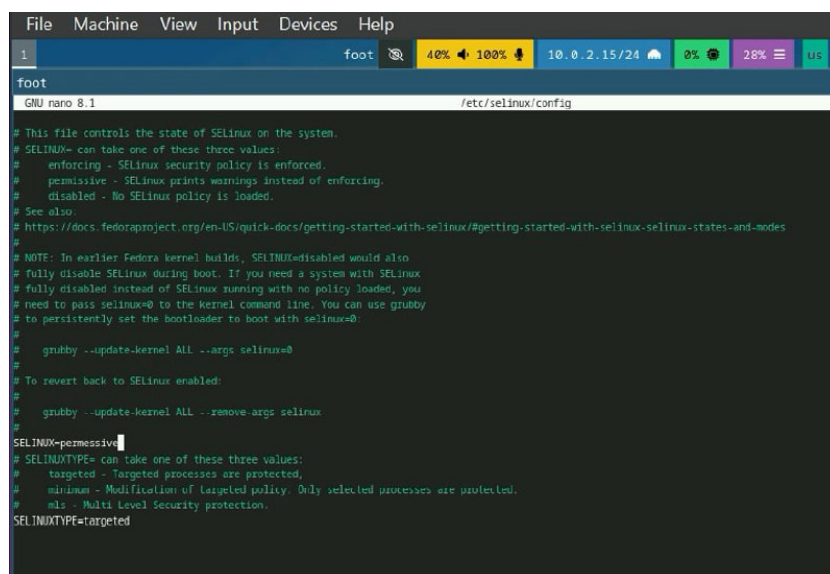 File Machine View Input Devices Help
1 foot 40% 100% 10.0.2.15/24 0% 28% us
foot
GNU nano 8.1 /etc/selinux/config
# This file controls the state of SELinux on the system.
# SELINUX= can take one of these three values:
#     enforcing - SELinux security policy is enforced.
#     permissive - SELinux prints warnings instead of enforcing.
#     disabled - No SELinux policy is loaded.
# See also:
# https://docs.fedoraproject.org/en-US/quick-docs/getting-started-with-selinux/#getting-started-with-selinux-selinux-states-and-modes
#
# NOTE: In earlier Fedora kernel builds, SELINUX=disabled would also
# fully disable SELinux during boot. If you need a system with SELinux
# fully disabled instead of SELinux running with no policy loaded, you
# need to pass selinux=0 to the kernel command line. You can use grubby
# to persistently set the bootloader to boot with selinux=0:
#
#    grubby --update-kernel ALL --args selinux=0
#
# To revert back to SELinux enabled:
#
#    grubby --update-kernel ALL --remove-args selinux
#
SELINUX=permessive
# SELINUXTYPE= can take one of these three values:
#     targeted - Targeted processes are protected,
#     minimum - Modification of targeted policy. Only selected processes are protected.
#     mls - Multi Level Security protection.
SELINUXTYPE=targeted